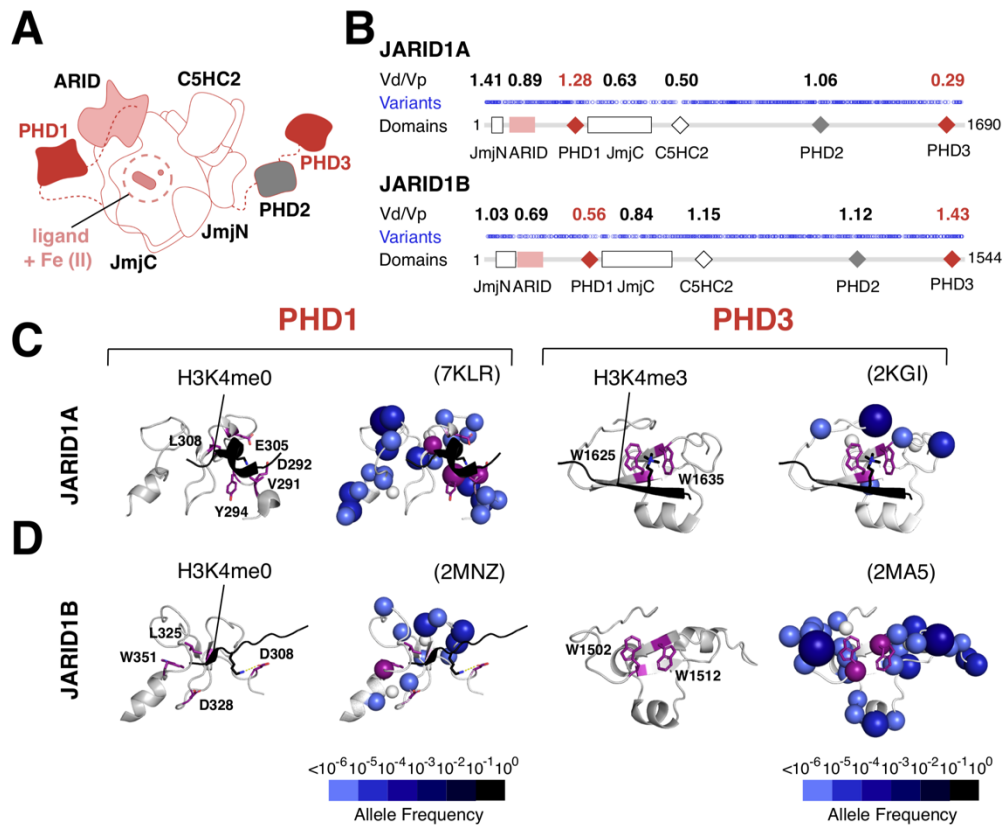 A
ARID
C5HC2
PHD1
PHD3
PHD2
ligand
+ Fe (II)
JmjN
JmjC
B
JARID1A
Vd/Vp 1.41 0.89 1.28 0.63 0.50 1.06 0.29
Variants
Domains 1 1690
JmjN ARID PHD1 JmjC C5HC2 PHD2 PHD3
JARID1B
Vd/Vp 1.03 0.69 0.56 0.84 1.15 1.12 1.43
Variants
Domains 1 1544
JmjN ARID PHD1 JmjC C5HC2 PHD2 PHD3
PHD1 PHD3
C
JARID1A
H3K4me0 (7KLR) H3K4me3 (2KGI)
L308
E305
D292
V291
Y294
W1625
W1635
D
JARID1B
H3K4me0 (2MNZ) (2MA5)
L325
W351
D308
D328
W1502
W1512
<10-6 10-5 10-4 10-3 10-2 10-1 100
Allele Frequency
<10-6 10-5 10-4 10-3 10-2 10-1 100
Allele Frequency